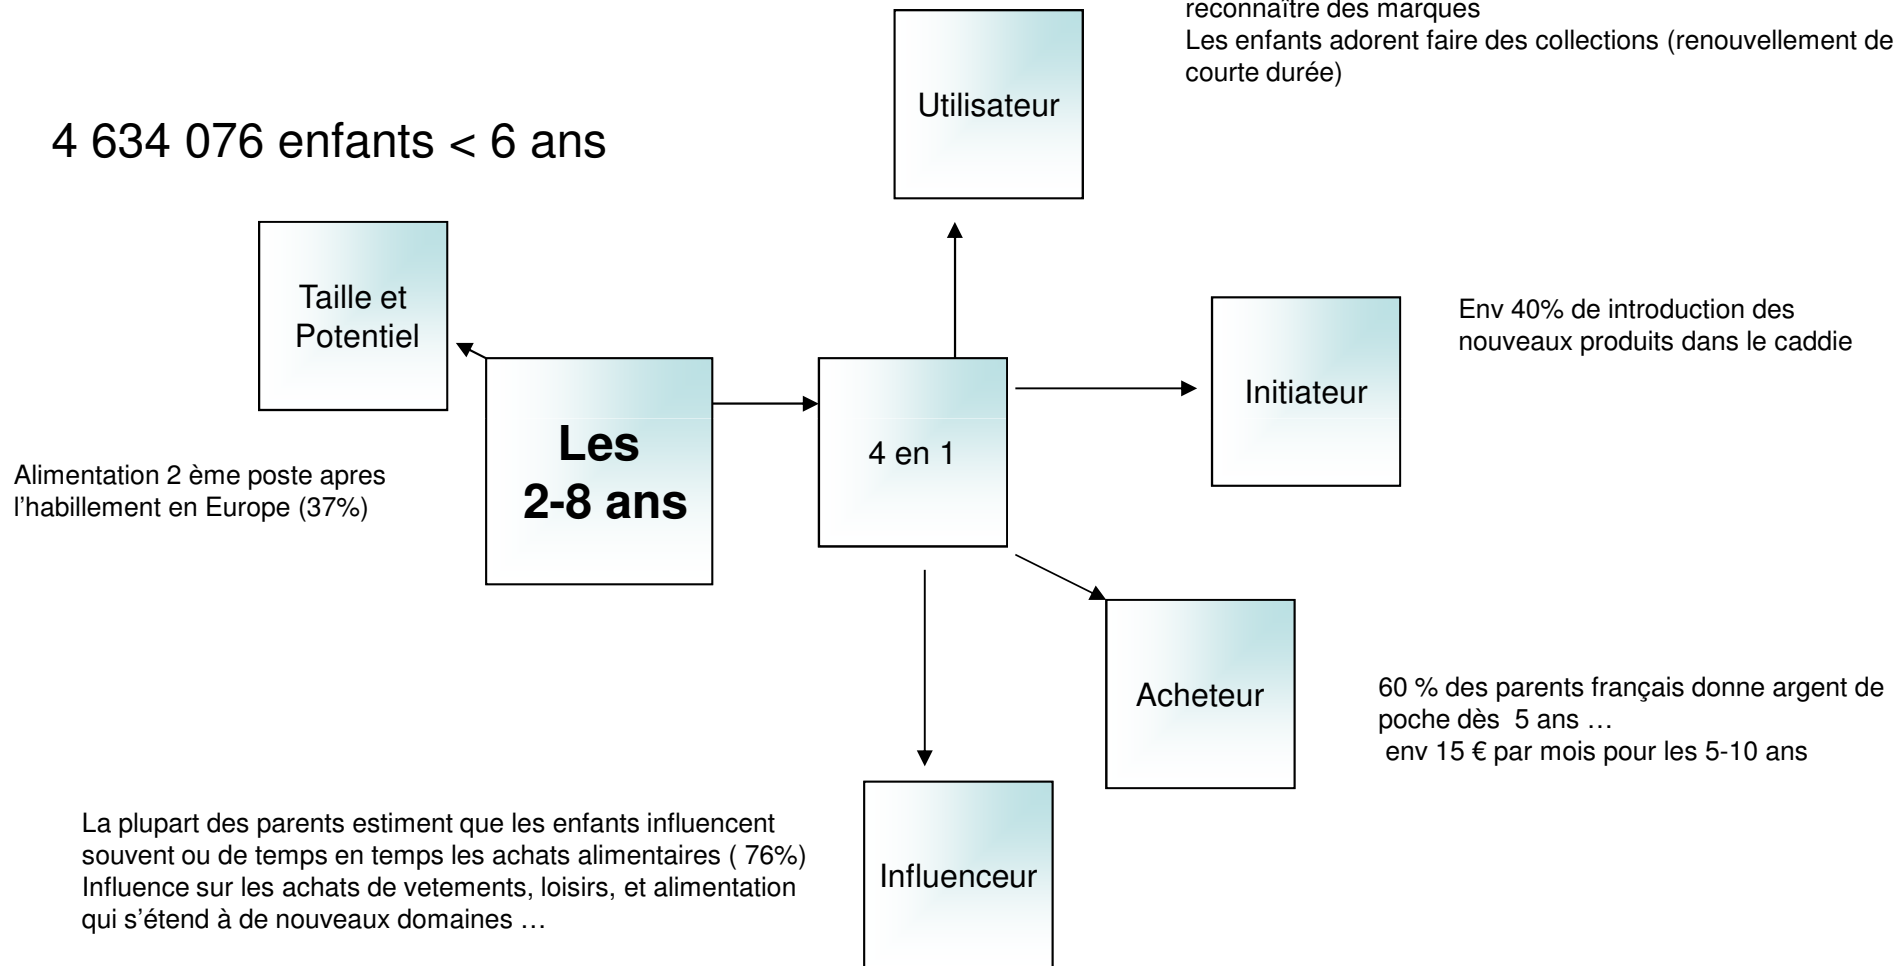 reconnaître des marques
Les enfants adorent faire des collections (renouvellement de
courte durée)
Utilisateur
4 634 076 enfants < 6 ans
Taille et
Potentiel
Env 40% de introduction des
nouveaux produits dans le caddie
Initiateur
Les
2-8 ans
4 en 1
Alimentation 2 ème poste apres
l'habillement en Europe (37%)
Acheteur
60 % des parents français donne argent de
poche dès 5 ans …
env 15 € par mois pour les 5-10 ans
La plupart des parents estiment que les enfants influencent
souvent ou de temps en temps les achats alimentaires ( 76%)
Influence sur les achats de vetements, loisirs, et alimentation
qui s'étend à de nouveaux domaines …
Influenceur